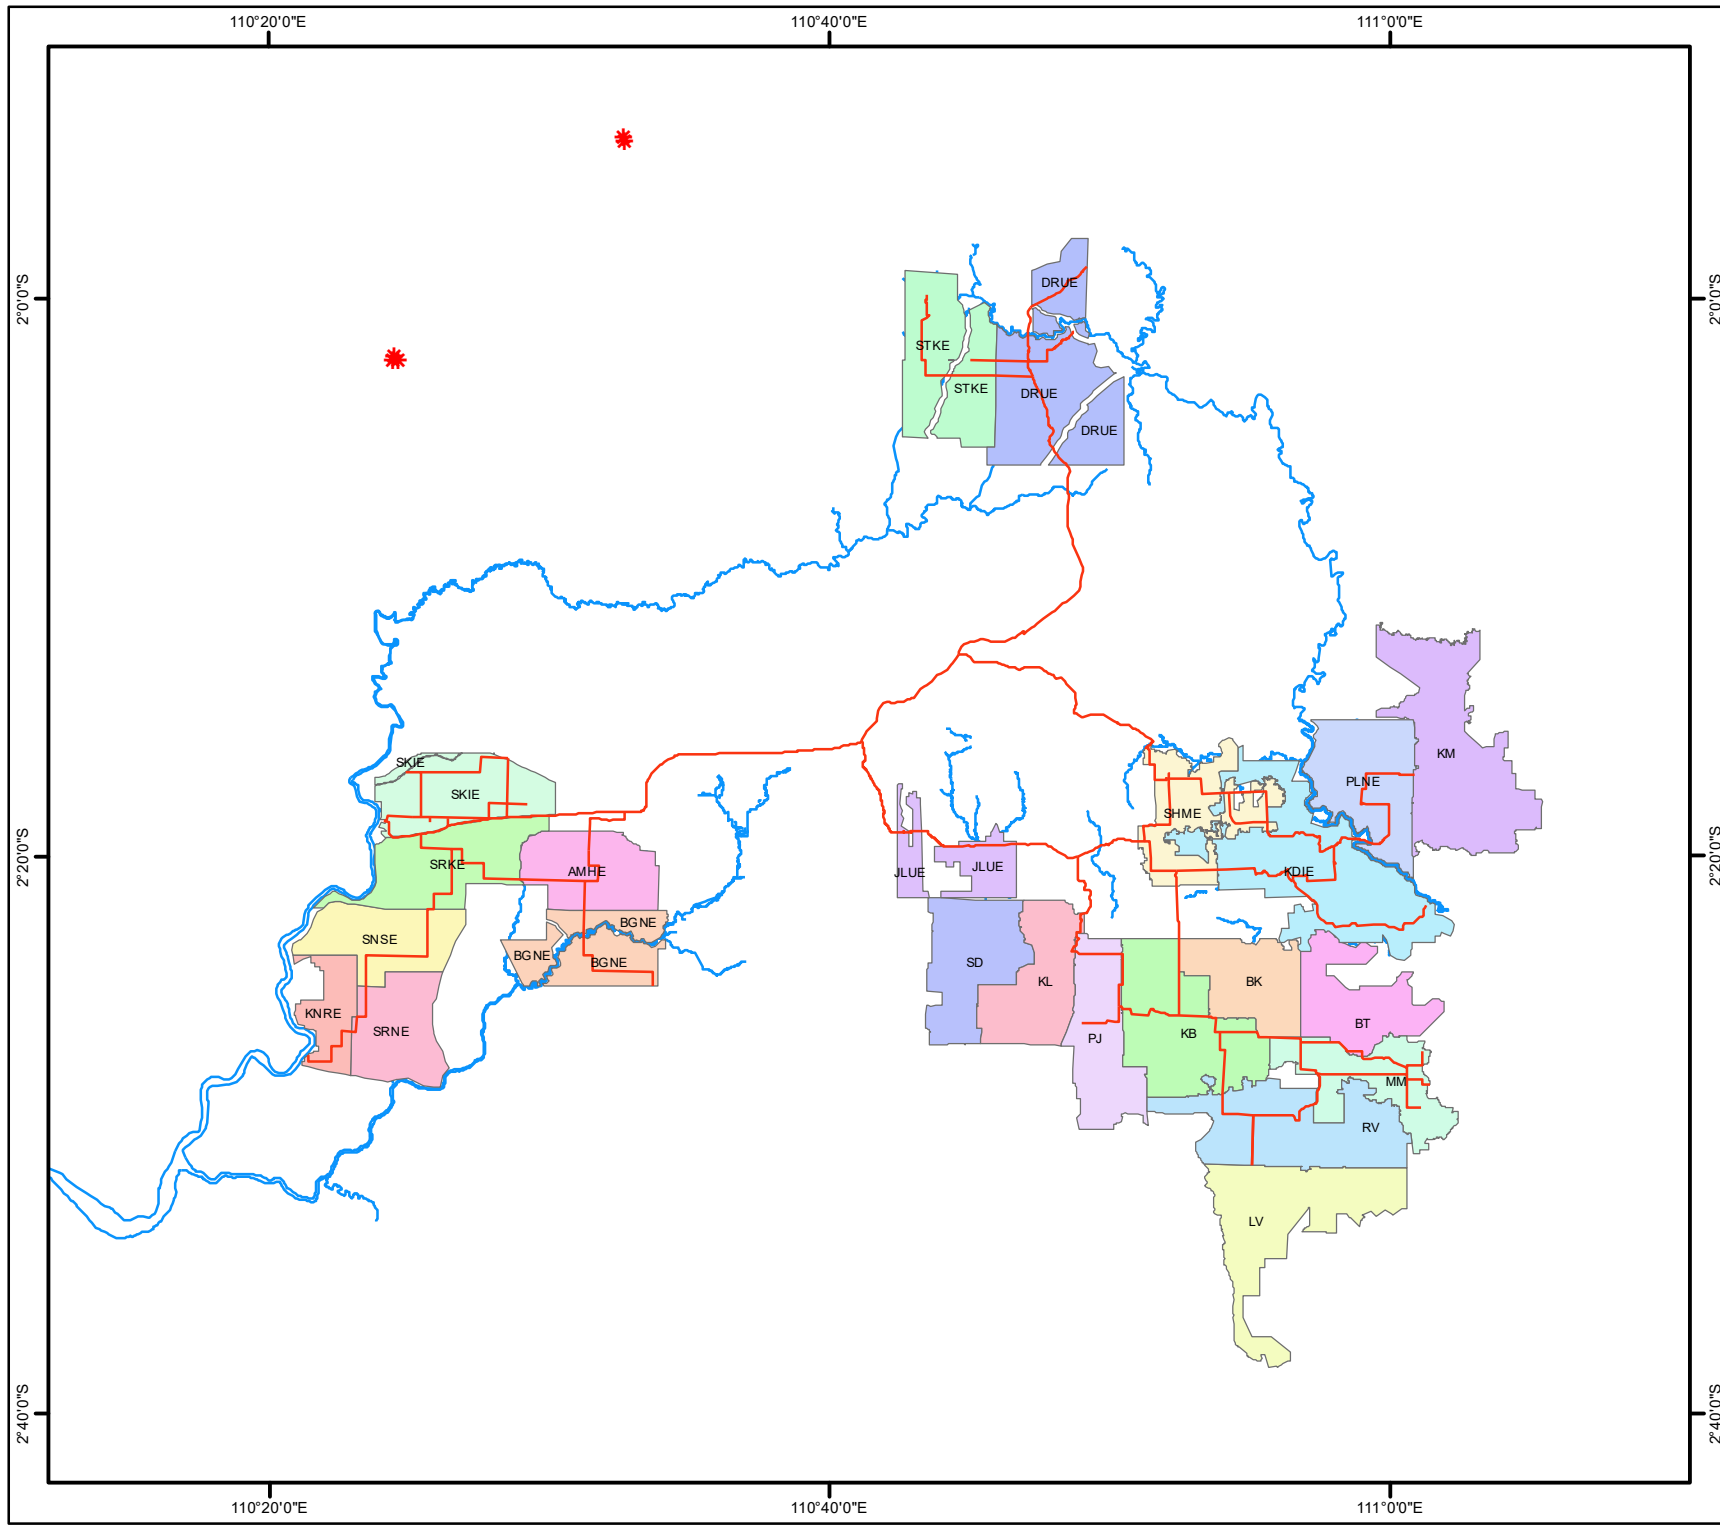 110°20'0"E 110°40'0"E 111°0'0"E
2°0'0"S 2°0'0"S
DRUE
STKE
STKE
DRUE
DRUE
KM
SKIE
PLNE
SKIE
SHME
2°20'0"S 2°20'0"S
SRKE
AMHE
JLUE
JLUE
KDIE
BGNE
SNSE
BGNE
BGNE
SD
KL
BK
KNRE
SRNE
PJ
KB
BT
MM
RV
LV
2°40'0"S 2°40'0"S
110°20'0"E 110°40'0"E 111°0'0"E